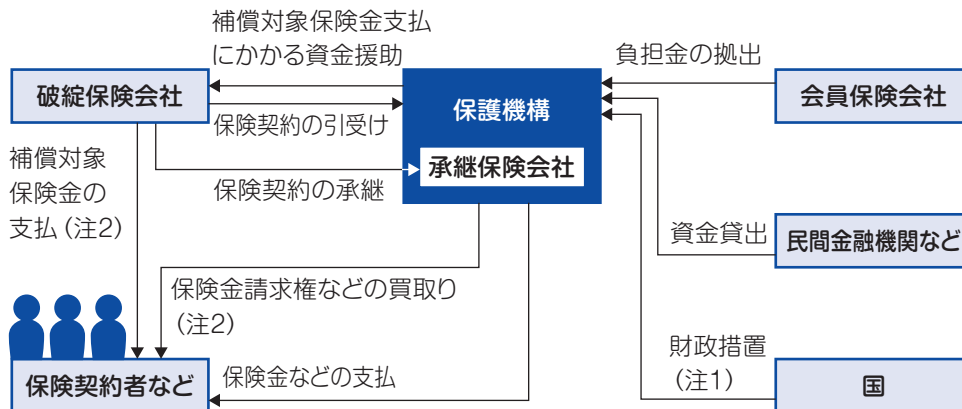 補償対象保険金支払
にかかる資金援助
負担金の拠出
破綻保険会社
保護機構
会員保険会社
保険契約の引受け
承継保険会社
補償対象
保険金の
支払（注2）
保険契約の承継
資金貸出
民間金融機関など
保険金請求権などの買取り
（注2）
財政措置
（注1）
保険契約者など
保険金などの支払
国